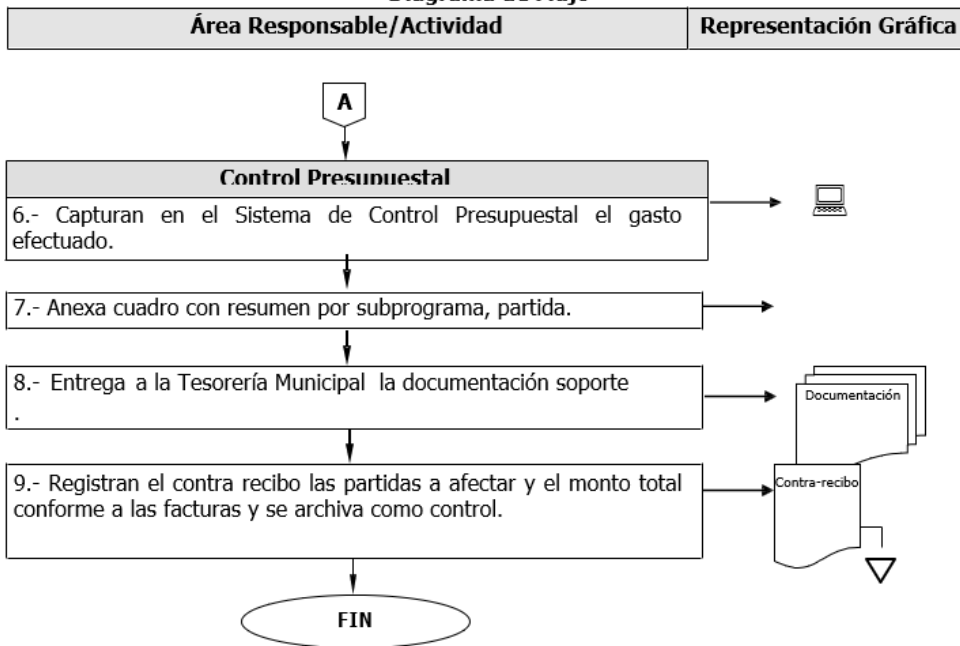 Área Responsable/Actividad
Representación Gráfica
A
Control Presupuestal
6.- Capturan en el Sistema de Control Presupuestal el gasto
efectuado.
7.- Anexa cuadro con resumen por subprograma, partida.
8.- Entrega a la Tesorería Municipal la documentación soporte
.
Documentación
9.- Registran el contra recibo las partidas a afectar y el monto total
conforme a las facturas y se archiva como control.
Contra-recibo
FIN